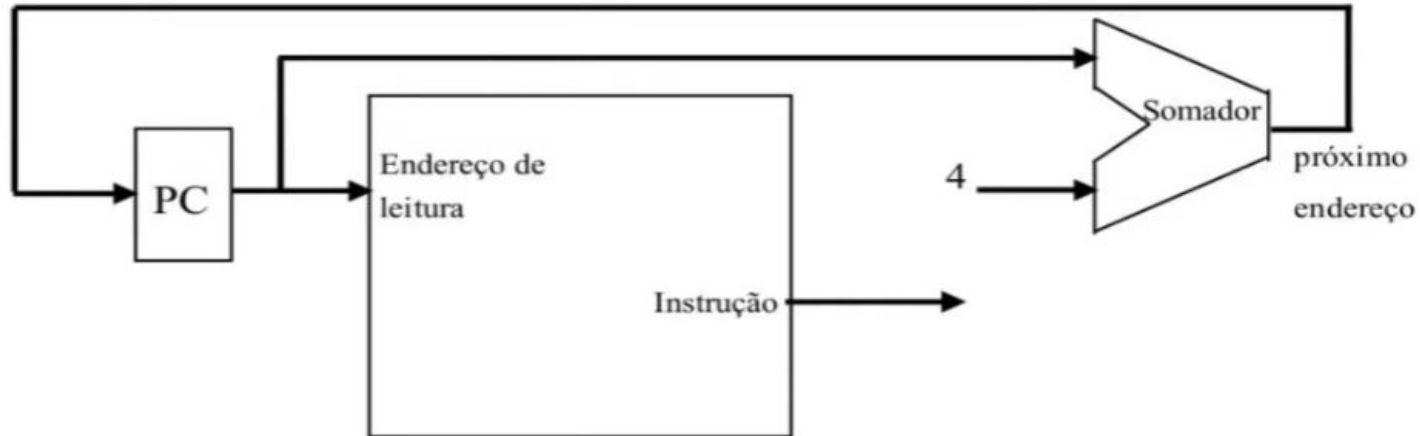 PC
Endereço de
leitura
Instrução
4
Somador
próximo
endereço